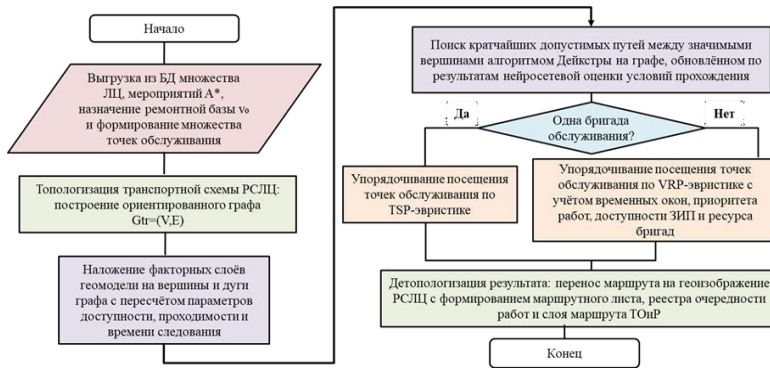 Начало
Выгрузка из БД множества
ЛЦ, мероприятий A*,
назначение ремонтной базы v₀
и формирование множества
точек обслуживания
Топологизация транспортной схемы РСЛЦ:
построение ориентированного графа
Gtr=(V,E)
Наложение факторных слоёв
геомодели на вершины и дуги
графа с пересчётом параметров
доступности, проходимости и
времени следования
Поиск кратчайших допустимых путей между значимыми
вершинами алгоритмом Дейкстры на графе, обновлённом по
результатам нейросетевой оценки условий прохождения
Одна бригада
обслуживания?
Да
Нет
Упорядочивание посещения
точек обслуживания по
TSP-эвристике
Упорядочивание посещения точек
обслуживания по VRP-эвристике с
учётом временных окон, приоритета
работ, доступности ЗИП и ресурса
бригад
Детопологизация результата: перенос маршрута на геоизображение
РСЛЦ с формированием маршрутного листа, реестра очередности
работ и слоя маршрута ТОиР
Конец